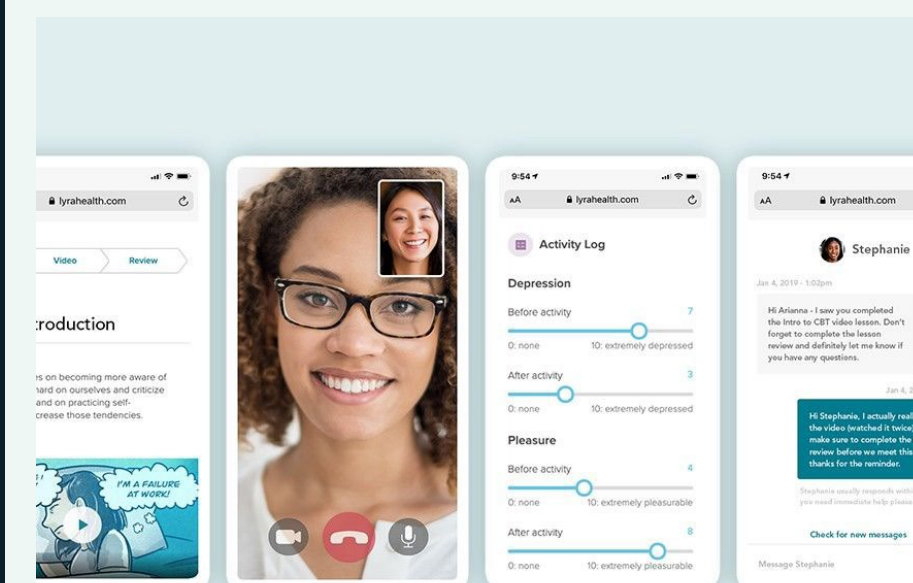 lyrahealth.com
Video
Review
troduction
es on becoming more aware of
hard on ourselves and criticize
and on practicing self-
crease those tendencies.
I'M A FAILURE
AT WORK!
9:54
AA
lyrahealth.com
Activity Log
Depression
Before activity
7
0: none
10: extremely depressed
After activity
3
0: none
10: extremely depressed
Pleasure
Before activity
4
0: none
10: extremely pleasurable
After activity
8
0: none
10: extremely pleasurable
9:54
AA
lyrahealth.com
Stephanie
Jan 4, 2019 - 1:02pm
Hi Arianna - I saw you completed
the Intro to CBT video lesson. Don't
forget to complete the lesson
review and definitely let me know if
you have any questions.
Jan 4, 2
Hi Stephanie, I actually reall
the video (watched it twice)
make sure to complete the
review before we meet this
thanks for the reminder.
Stephanie usually responds within
you need immediate help please
Check for new messages
Message Stephanie